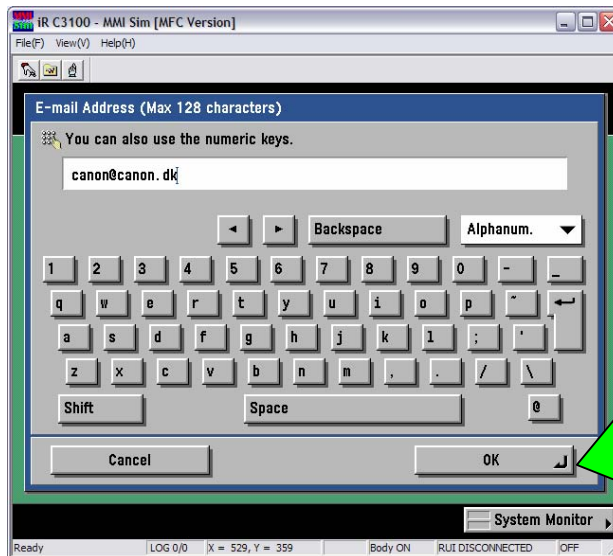 iR C3100 - MMI Sim [MFC Version]
File(F) View(V) Help(H)
E-mail Address (Max 128 characters)
You can also use the numeric keys.
canon@canon.dk
◄ ► Backspace Alphanum. ▼
1 2 3 4 5 6 7 8 9 0 - _
q w e r t y u i o p ~
a s d f g h j k l ; '
z x c v b n m , . / \
Shift Space @
Cancel OK
System Monitor
Ready LOG 0/0 X = 529, Y = 359 Body ON RUI DISCONNECTED OFF